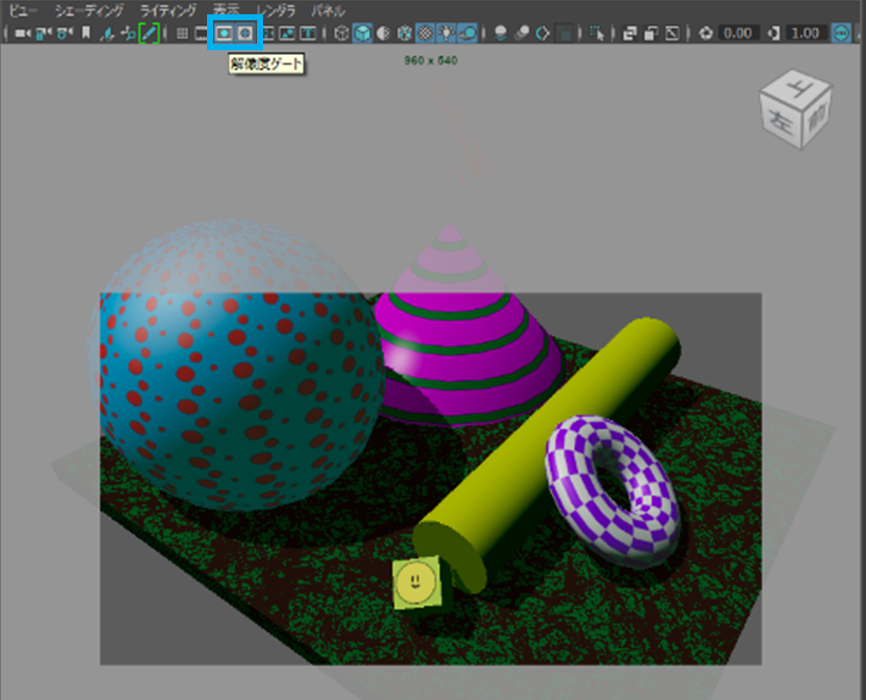 ビュー シェーディング ライティング 表示 レンダラ パネル
0.00 1.00
解像度ゲート
960 x 540
上
左 前